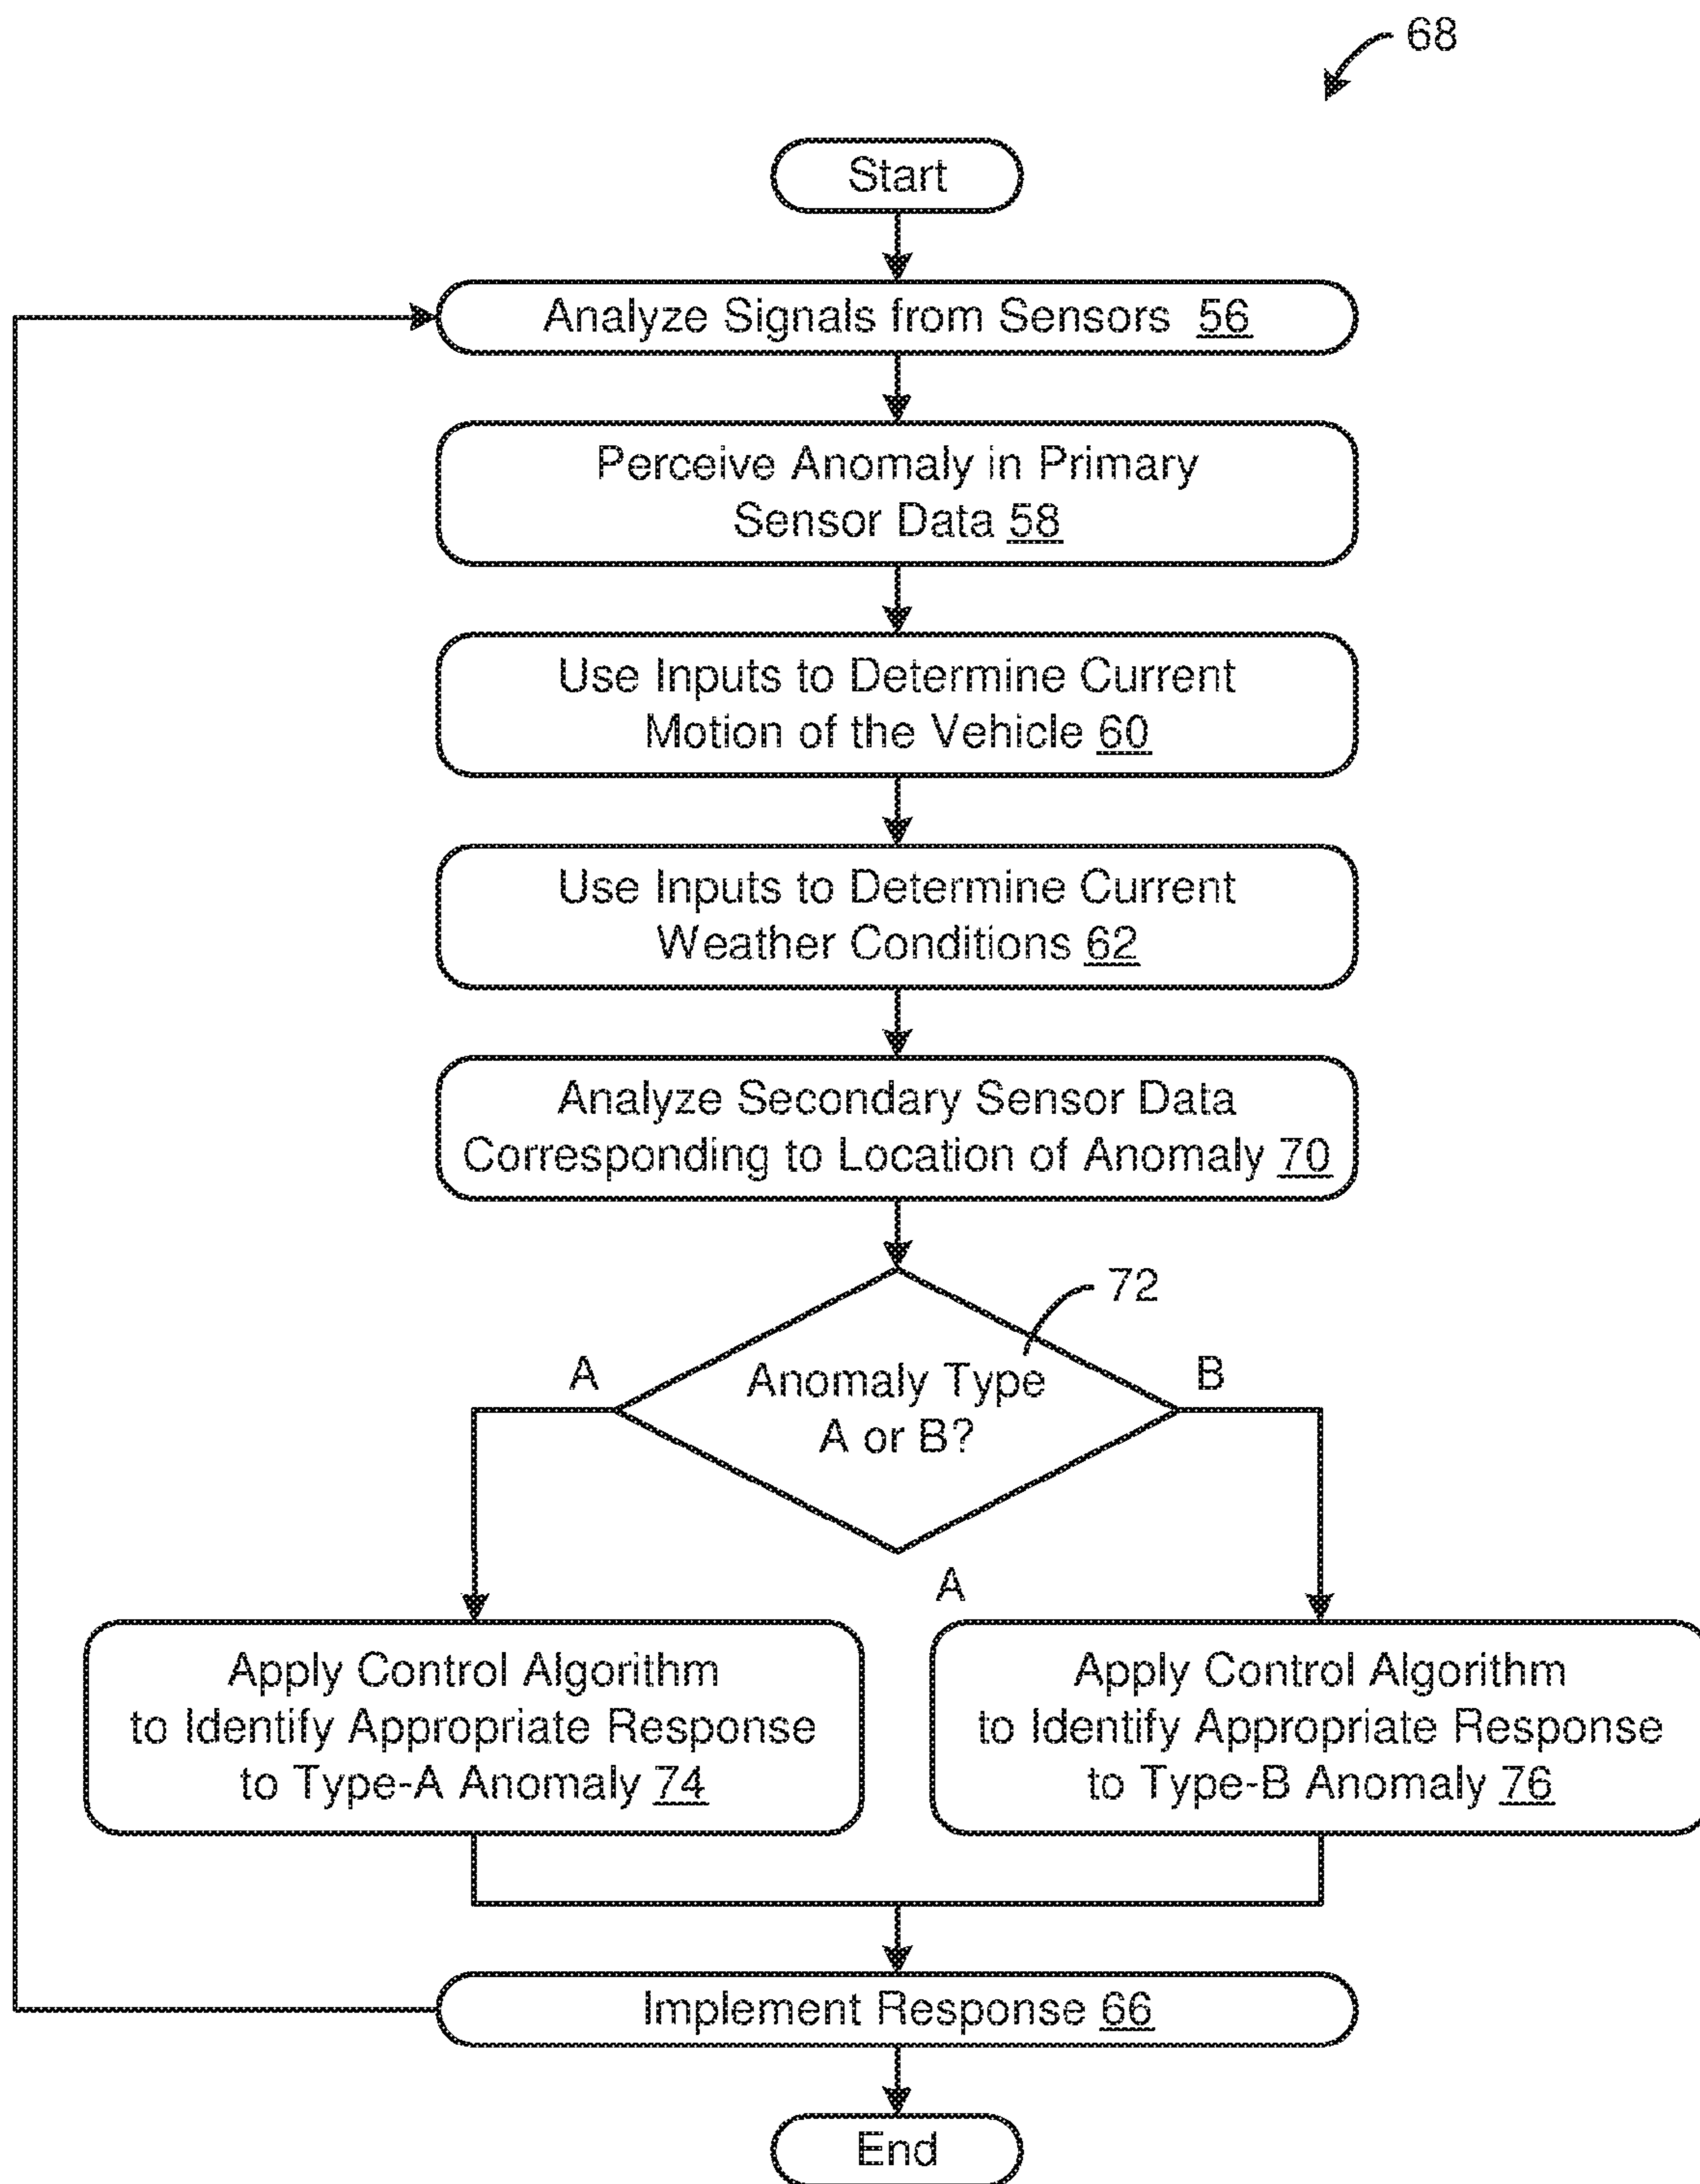 68
Start
Analyze Signals from Sensors 56
Perceive Anomaly in Primary
Sensor Data 58
Use Inputs to Determine Current
Motion of the Vehicle 60
Use Inputs to Determine Current
Weather Conditions 62
Analyze Secondary Sensor Data
Corresponding to Location of Anomaly 70
72
A
B
Anomaly Type
A or B?
A
Apply Control Algorithm
to Identify Appropriate Response
to Type-A Anomaly 74
Apply Control Algorithm
to Identify Appropriate Response
to Type-B Anomaly 76
Implement Response 66
End